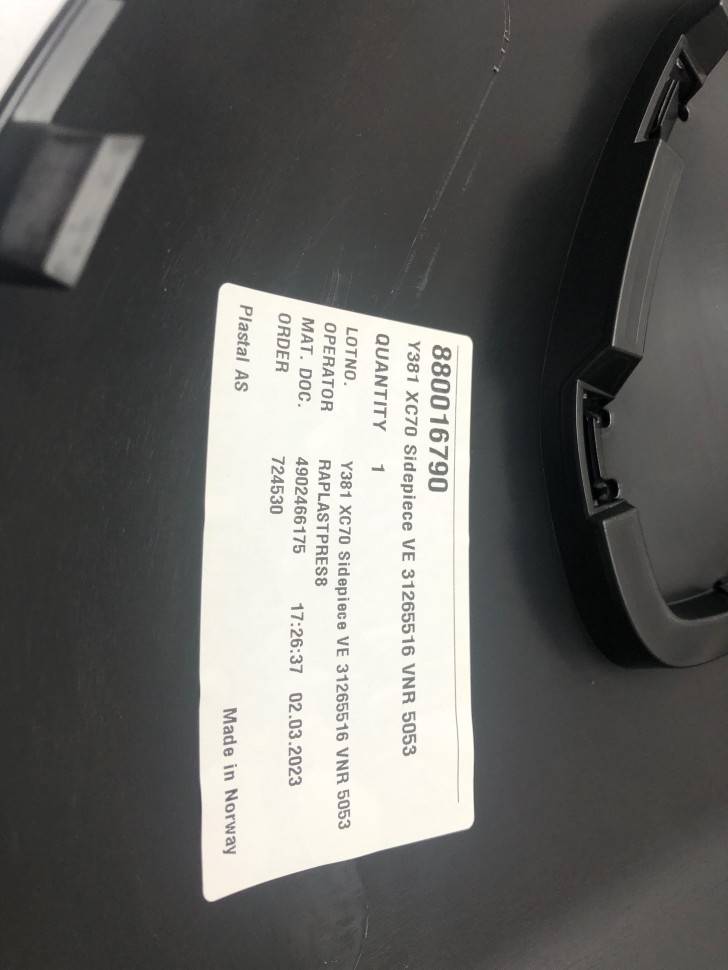 880016790
Y381 XC70 Sidepiece VE 31265516 VNR 5053
QUANTITY 1
LOTNO. Y381 XC70 Sidepiece VE 31265516 VNR 5053
OPERATOR RAPLASTPRES8
MAT. DOC. 4902466175 17:26:37 02.03.2023
ORDER 724530
Plastal AS Made in Norway